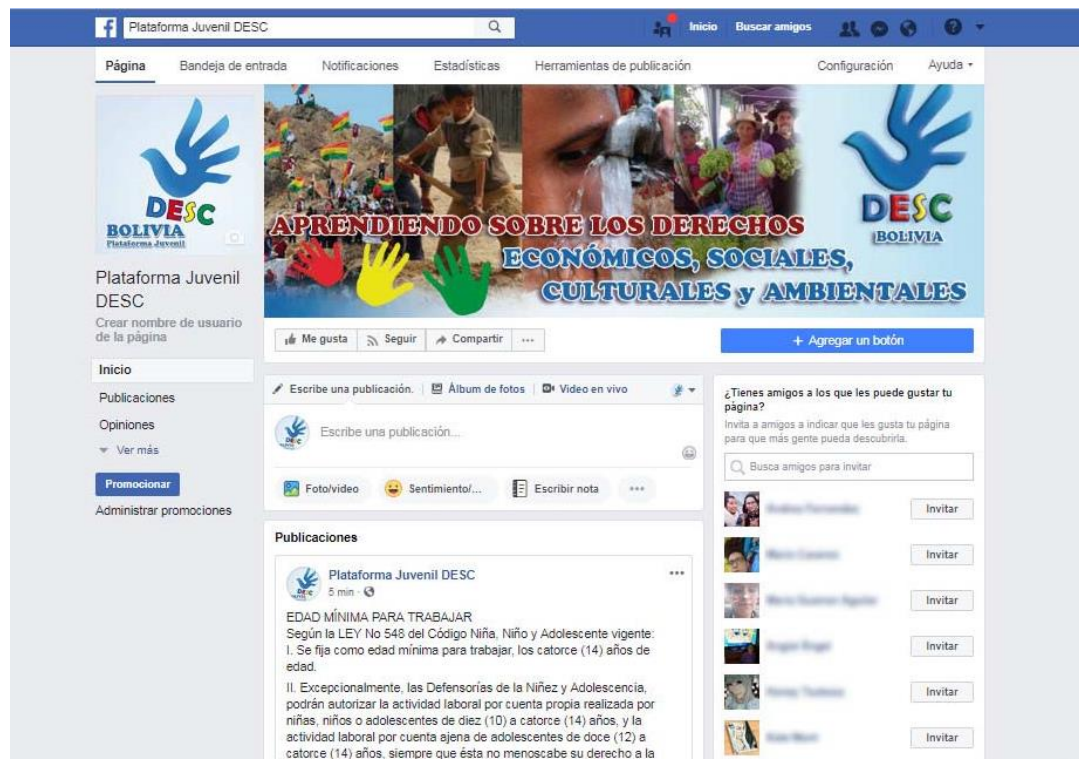 Plataforma Juvenil DESC
Inicio
Buscar amigos
Página
Bandeja de entrada
Notificaciones
Estadísticas
Herramientas de publicación
Configuración
Ayuda
DESC
BOLIVIA
Plataforma Juvenil
APRENDIENDO SOBRE LOS DERECHOS
ECONÓMICOS, SOCIALES,
CULTURALES y AMBIENTALES
DESC
BOLIVIA
Plataforma Juvenil
DESC
Crear nombre de usuario
de la página
Inicio
Publicaciones
Opiniones
Ver más
Promocionar
Administrar promociones
Me gusta
Seguir
Compartir
...
+ Agregar un botón
Escribe una publicación.
Álbum de fotos
Video en vivo
DESC
Escribe una publicación...
Foto/video
Sentimiento/...
Escribir nota
Publicaciones
Plataforma Juvenil DESC
5 min ·
EDAD MÍNIMA PARA TRABAJAR
Según la LEY No 548 del Código Niña, Niño y Adolescente vigente:
I. Se fija como edad mínima para trabajar, los catorce (14) años de
edad.
II. Excepcionalmente, las Defensorías de la Niñez y Adolescencia,
podrán autorizar la actividad laboral por cuenta propia realizada por
niñas, niños o adolescentes de diez (10) a catorce (14) años, y la
actividad laboral por cuenta ajena de adolescentes de doce (12) a
catorce (14) años, siempre que ésta no menoscabe su derecho a la
¿Tienes amigos a los que les puede gustar tu
página?
Invita a amigos a indicar que les gusta tu página
para que más gente pueda descubrirla.
Busca amigos para invitar
Invitar
Invitar
Invitar
Invitar
Invitar
Invitar